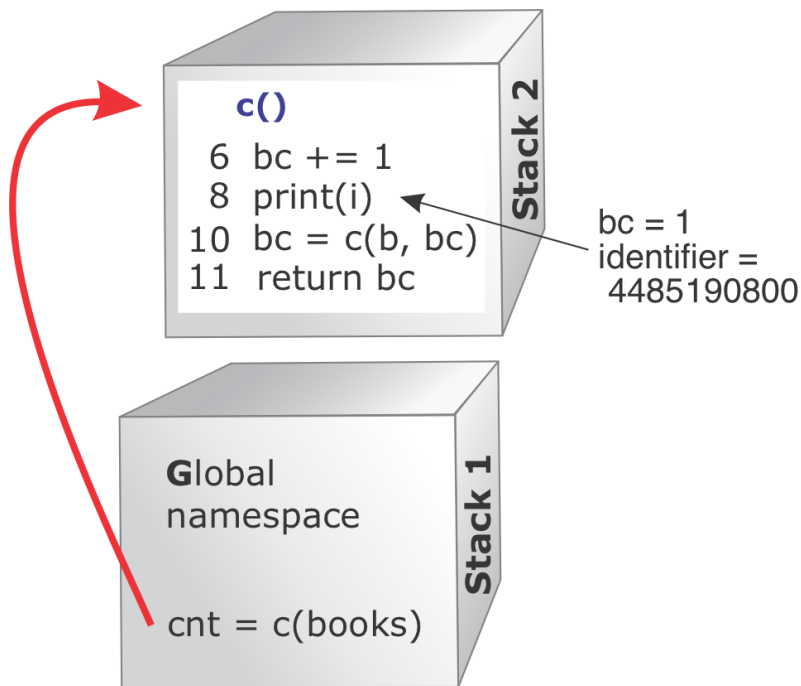 c()
6 bc += 1
8 print(i)
10 bc = c(b, bc)
11 return bc
Stack 2
bc = 1
identifier =
4485190800
Global
namespace
cnt = c(books)
Stack 1